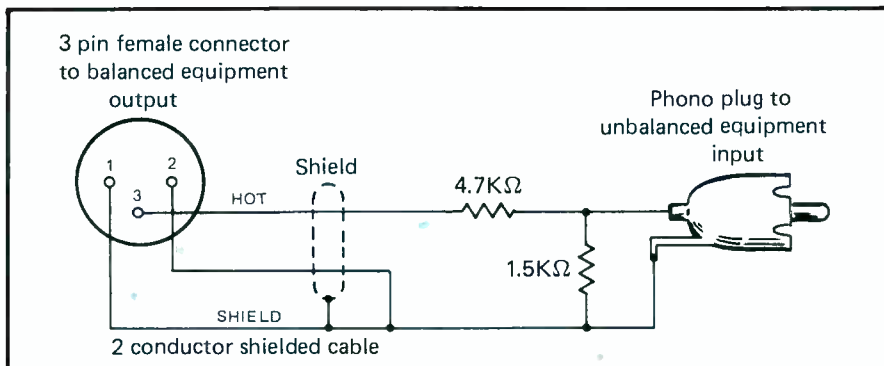 3 pin female connector
to balanced equipment
output
Phono plug to
unbalanced equipment
input
1
2
3
Shield
HOT
4.7KΩ
1.5KΩ
SHIELD
2 conductor shielded cable